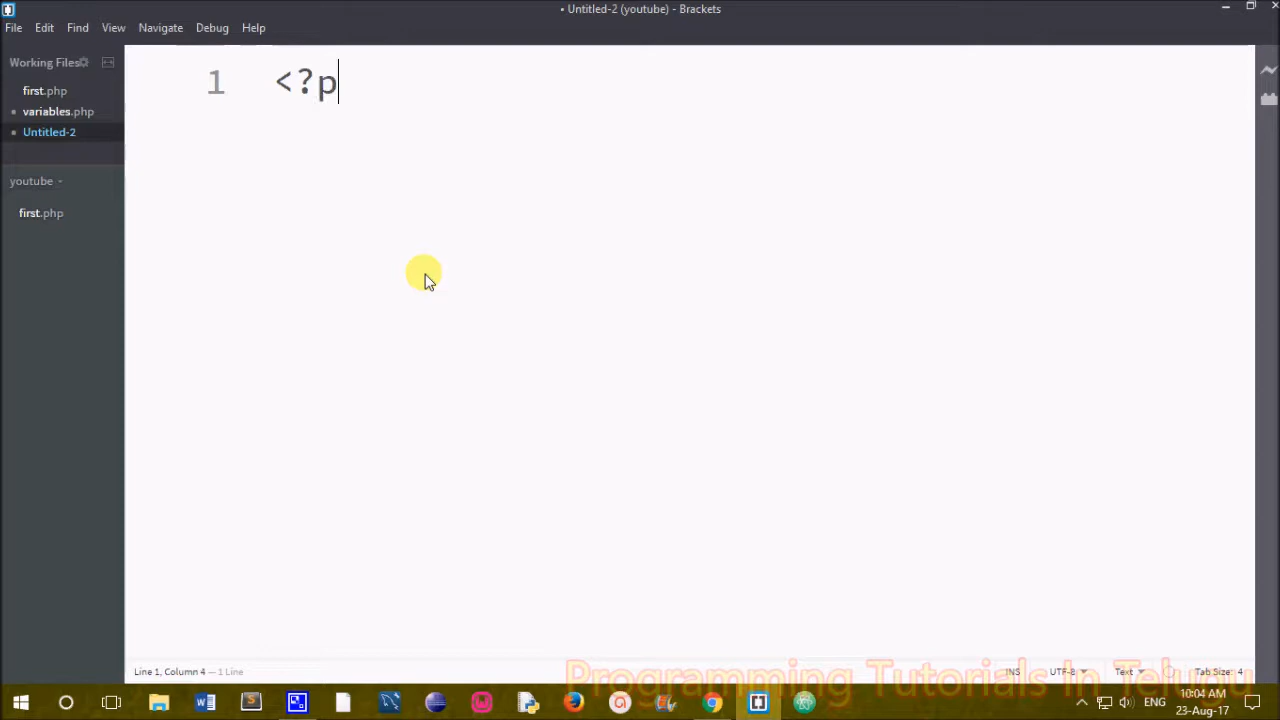 • Untitled-2 (youtube) - Brackets
File Edit Find View Navigate Debug Help
Working Files
first.php
• variables.php
• Untitled-2
youtube
first.php
1 <?p
Line 1, Column 4 — 1 Line
INS UTF-8 Text Tab Size: 4
Programming Tutorials In Telugu
ENG
10:04 AM
23-Aug-17